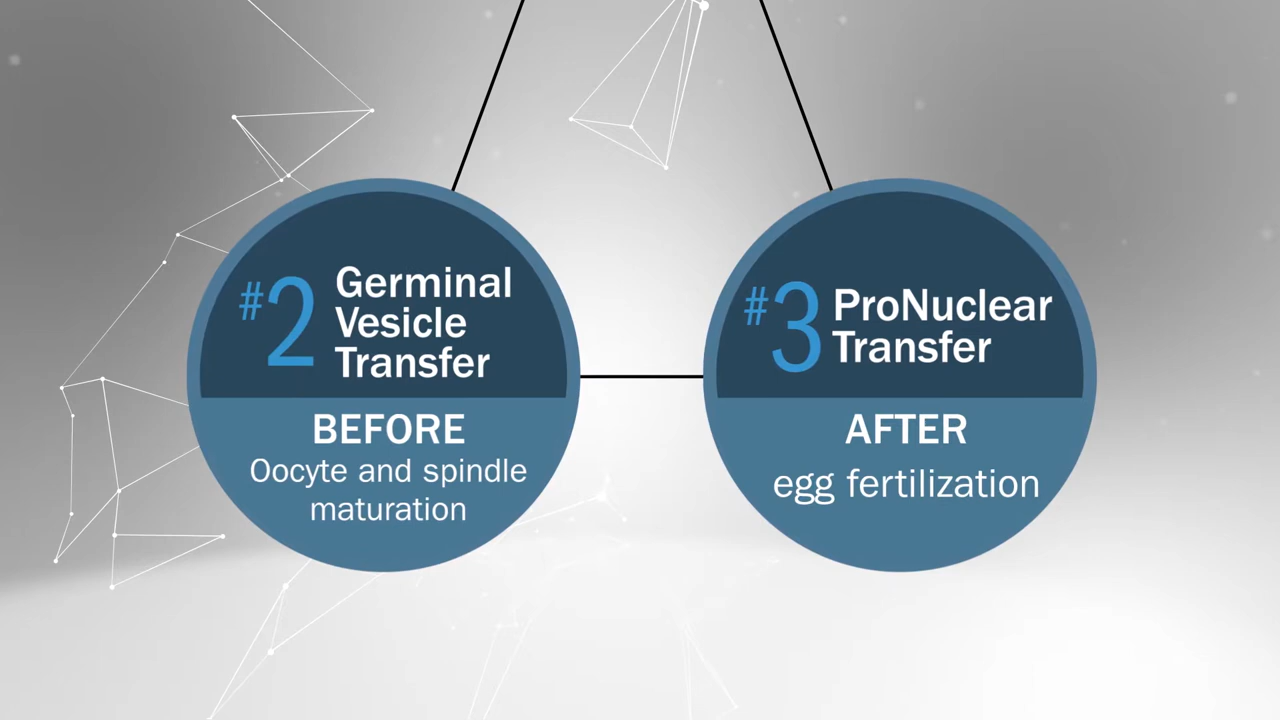 #2 Germinal
Vesicle
Transfer
BEFORE
Oocyte and spindle
maturation
#3 ProNuclear
Transfer
AFTER
egg fertilization